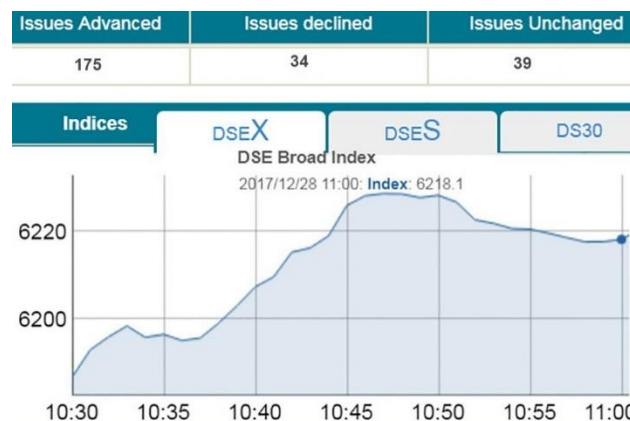 Issues Advanced Issues declined Issues Unchanged
175 34 39
Indices DSEX DSES DS30
DSE Broad Index
2017/12/28 11:00: Index: 6218.1
6220
6200
10:30 10:35 10:40 10:45 10:50 10:55 11:00